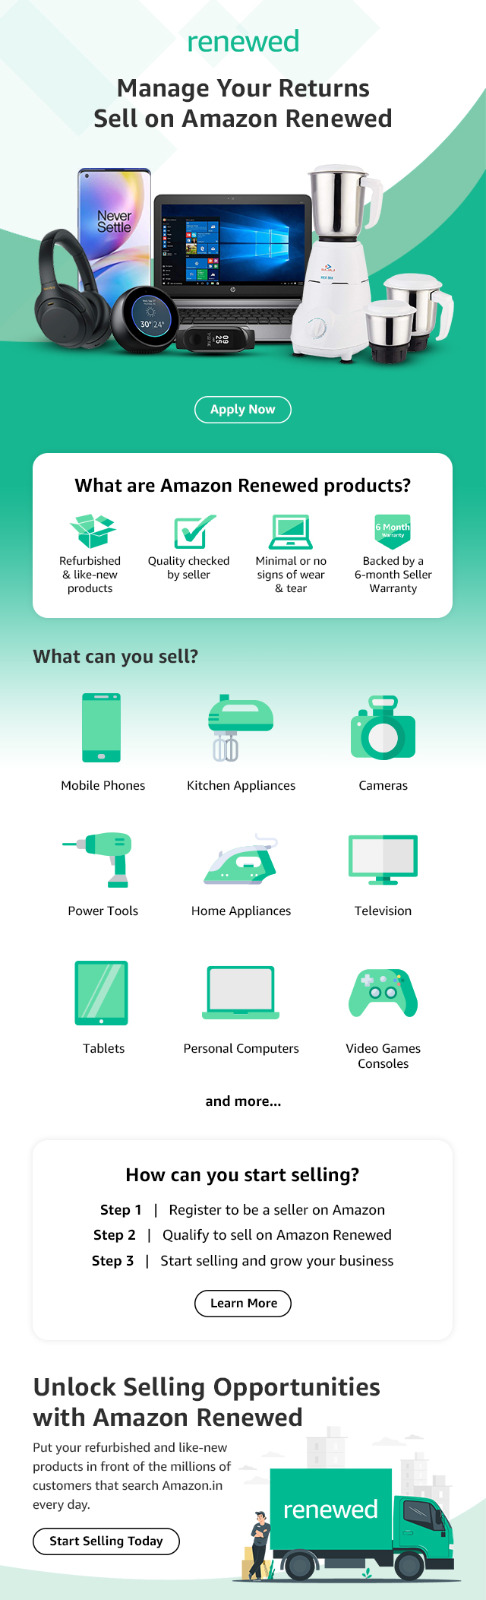 renewed
Manage Your Returns
Sell on Amazon Renewed
Never
Settle
30° 24°
Apply Now
What are Amazon Renewed products?
6 Month
Warranty
Refurbished
& like-new
products
Quality checked
by seller
Minimal or no
signs of wear
& tear
Backed by a
6-month Seller
Warranty
What can you sell?
Mobile Phones
Kitchen Appliances
Cameras
Power Tools
Home Appliances
Television
Tablets
Personal Computers
Video Games
Consoles
and more...
How can you start selling?
Step 1 | Register to be a seller on Amazon
Step 2 | Qualify to sell on Amazon Renewed
Step 3 | Start selling and grow your business
Learn More
Unlock Selling Opportunities
with Amazon Renewed
Put your refurbished and like-new
products in front of the millions of
customers that search Amazon.in
every day.
Start Selling Today
renewed